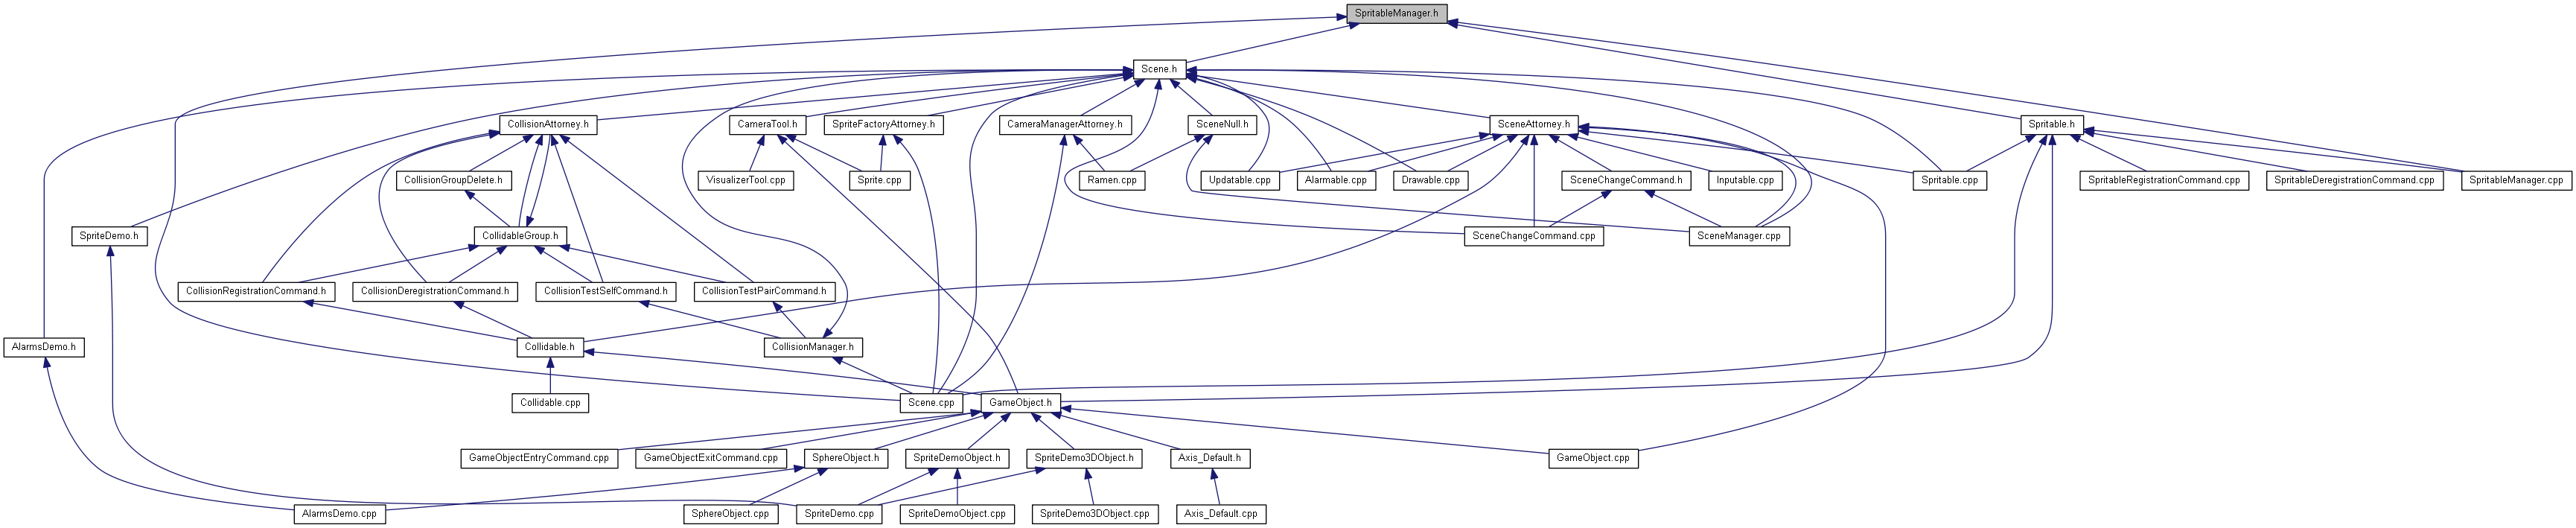 SpritableManager.h
Scene.h
CollisionAttorney.h
CameraTool.h
SpriteFactoryAttorney.h
CameraManagerAttorney.h
SceneNull.h
SceneAttorney.h
Spritable.h
CollisionGroupDelete.h
VisualizerTool.cpp
Sprite.cpp
Ramen.cpp
Updatable.cpp
Alarmable.cpp
Drawable.cpp
SceneChangeCommand.h
Inputable.cpp
Spritable.cpp
SpritableRegistrationCommand.cpp
SpritableDeregistrationCommand.cpp
SpritableManager.cpp
SpriteDemo.h
CollidableGroup.h
SceneChangeCommand.cpp
SceneManager.cpp
CollisionRegistrationCommand.h
CollisionDeregistrationCommand.h
CollisionTestSelfCommand.h
CollisionTestPairCommand.h
AlarmsDemo.h
Collidable.h
CollisionManager.h
Collidable.cpp
Scene.cpp
GameObject.h
GameObjectEntryCommand.cpp
GameObjectExitCommand.cpp
SphereObject.h
SpriteDemoObject.h
SpriteDemo3DObject.h
Axis_Default.h
GameObject.cpp
AlarmsDemo.cpp
SphereObject.cpp
SpriteDemo.cpp
SpriteDemoObject.cpp
SpriteDemo3DObject.cpp
Axis_Default.cpp